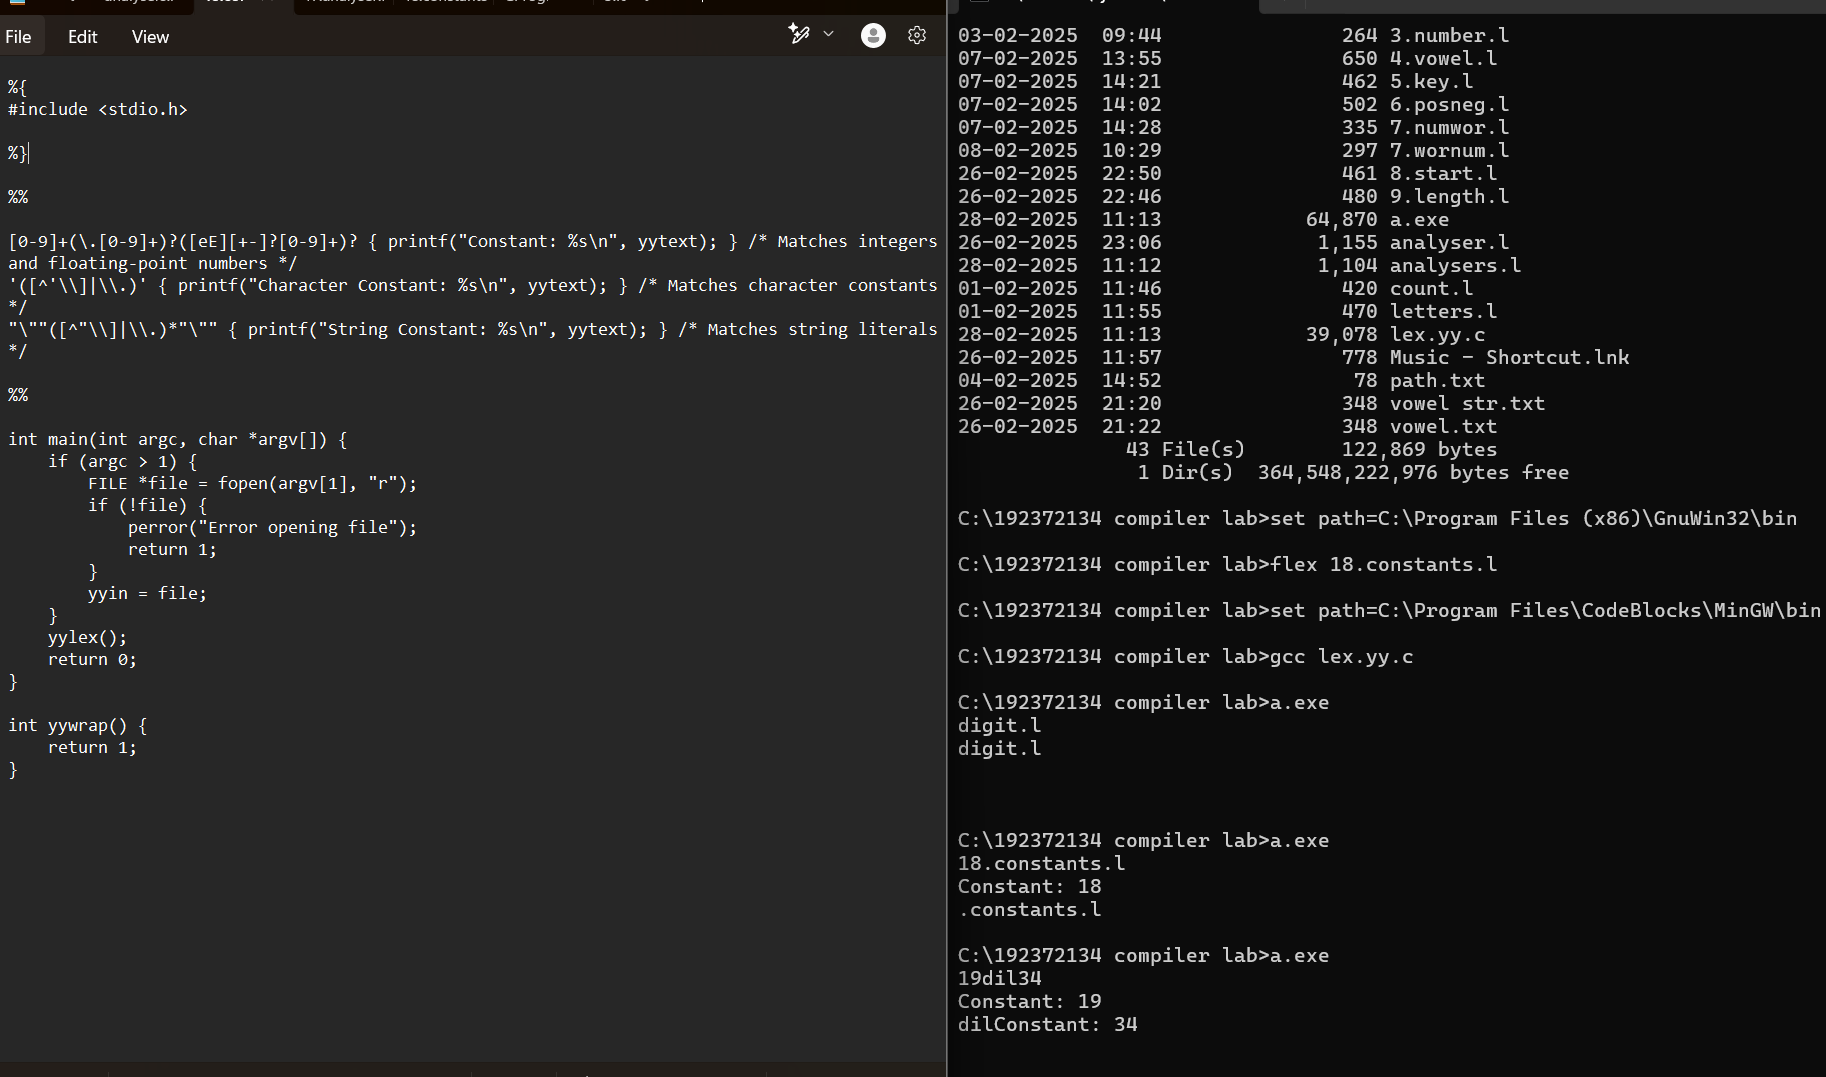 File Edit View
%{
#include <stdio.h>
%}
%%
[0-9]+(\.[0-9]+)?([eE][+-]?[0-9]+)? { printf("Constant: %s\n", yytext); } /* Matches integers
and floating-point numbers */
'([^'\\]|\\.)' { printf("Character Constant: %s\n", yytext); } /* Matches character constants
*/
"\""([^"\\]|\\.)*"\"" { printf("String Constant: %s\n", yytext); } /* Matches string literals
*/
%%
int main(int argc, char *argv[]) {
    if (argc > 1) {
        FILE *file = fopen(argv[1], "r");
        if (!file) {
            perror("Error opening file");
            return 1;
        }
        yyin = file;
    }
    yylex();
    return 0;
}
int yywrap() {
    return 1;
}
03-02-2025  09:44               264 3.number.l
07-02-2025  13:55               650 4.vowel.l
07-02-2025  14:21               462 5.key.l
07-02-2025  14:02               502 6.posneg.l
07-02-2025  14:28               335 7.numwor.l
08-02-2025  10:29               297 7.wornum.l
26-02-2025  22:50               461 8.start.l
26-02-2025  22:46               480 9.length.l
28-02-2025  11:13            64,870 a.exe
26-02-2025  23:06             1,155 analyser.l
28-02-2025  11:12             1,104 analysers.l
01-02-2025  11:46               420 count.l
01-02-2025  11:55               470 letters.l
28-02-2025  11:13            39,078 lex.yy.c
26-02-2025  11:57               778 Music - Shortcut.lnk
04-02-2025  14:52                78 path.txt
26-02-2025  21:20               348 vowel str.txt
26-02-2025  21:22               348 vowel.txt
              43 File(s)        122,869 bytes
               1 Dir(s)  364,548,222,976 bytes free
C:\192372134 compiler lab>set path=C:\Program Files (x86)\GnuWin32\bin
C:\192372134 compiler lab>flex 18.constants.l
C:\192372134 compiler lab>set path=C:\Program Files\CodeBlocks\MinGW\bin
C:\192372134 compiler lab>gcc lex.yy.c
C:\192372134 compiler lab>a.exe
digit.l
digit.l
C:\192372134 compiler lab>a.exe
18.constants.l
Constant: 18
.constants.l
C:\192372134 compiler lab>a.exe
19dil34
Constant: 19
dilConstant: 34